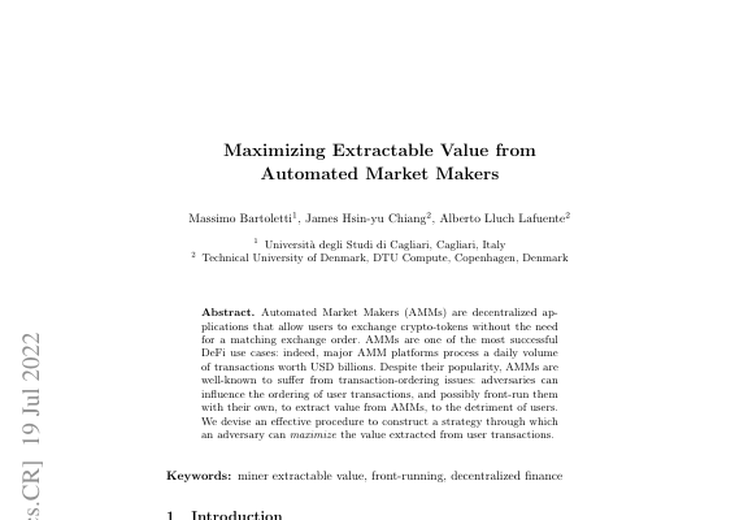 Maximizing Extractable Value from
Automated Market Makers
Massimo Bartoletti1, James Hsin-yu Chiang2, Alberto Lluch Lafuente2
1 Università degli Studi di Cagliari, Cagliari, Italy
2 Technical University of Denmark, DTU Compute, Copenhagen, Denmark
Abstract. Automated Market Makers (AMMs) are decentralized ap-
plications that allow users to exchange crypto-tokens without the need
for a matching exchange order. AMMs are one of the most successful
DeFi use cases: indeed, major AMM platforms process a daily volume
of transactions worth USD billions. Despite their popularity, AMMs are
well-known to suffer from transaction-ordering issues: adversaries can
influence the ordering of user transactions, and possibly front-run them
with their own, to extract value from AMMs, to the detriment of users.
We devise an effective procedure to construct a strategy through which
an adversary can maximize the value extracted from user transactions.
Keywords: miner extractable value, front-running, decentralized finance
1 Introduction
s.CR] 19 Jul 2022